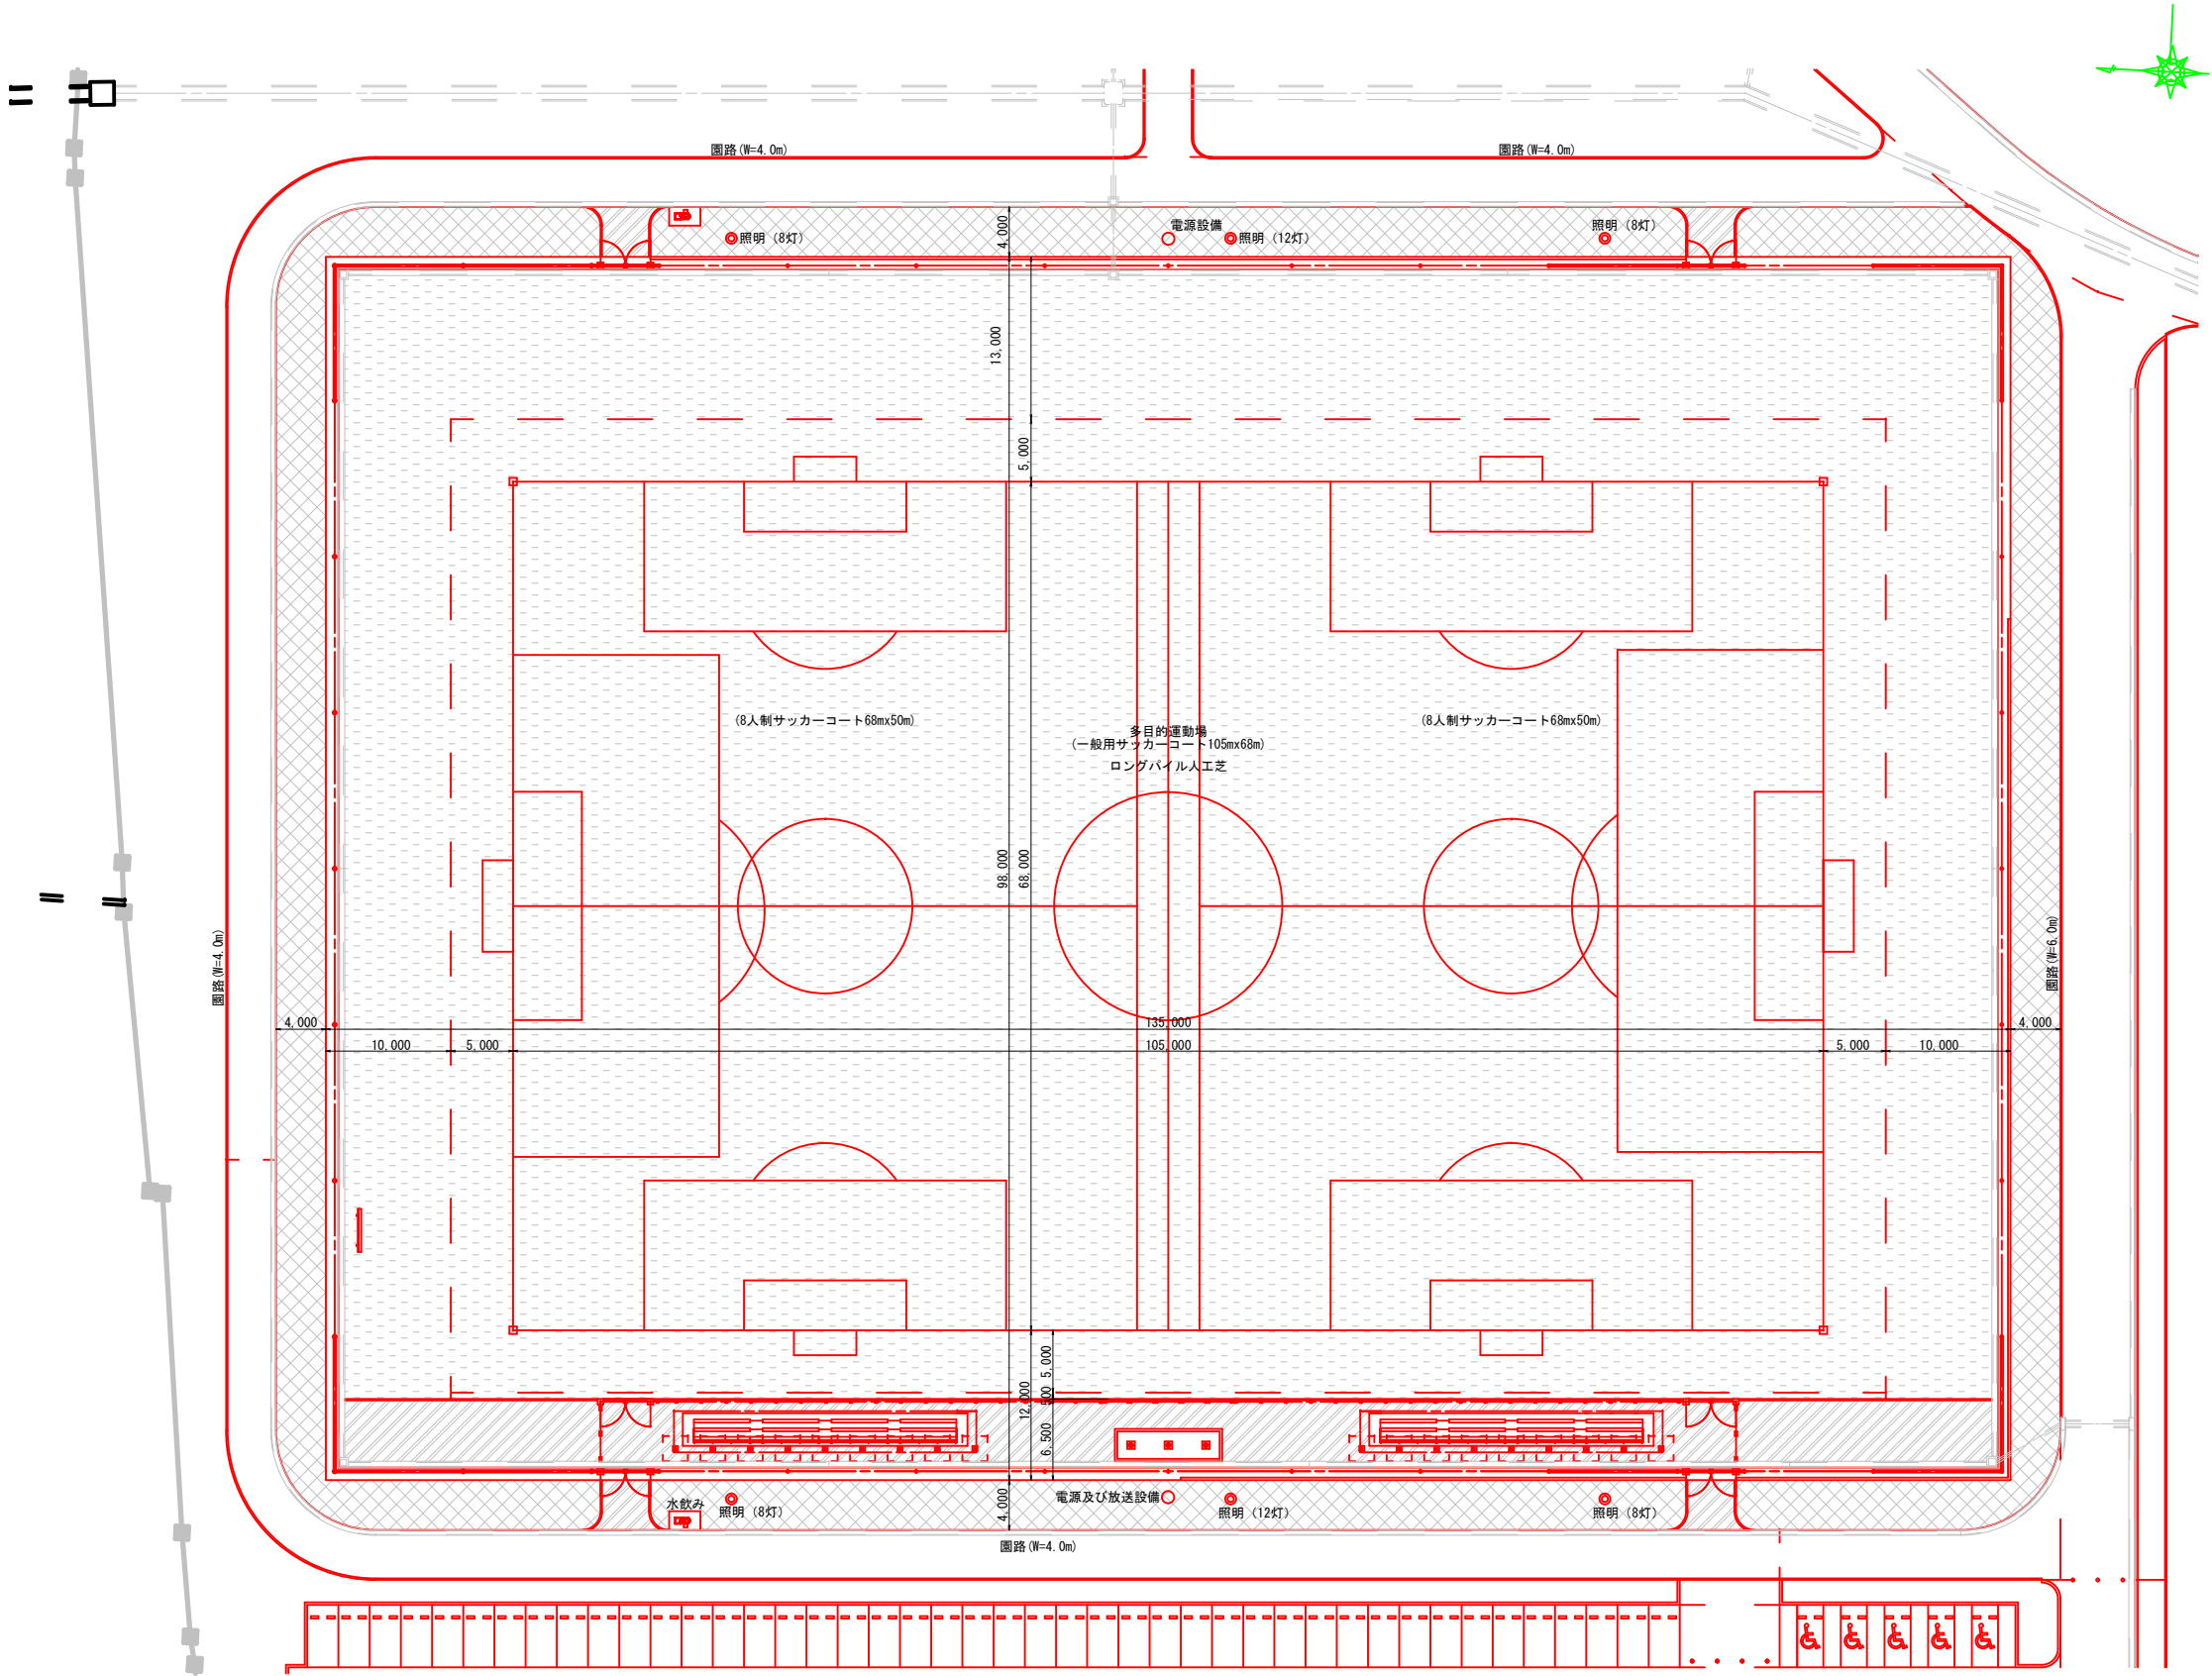 園路(W=4.0m)
園路(W=4.0m)
電源設備
照明 (8灯)
照明 (8灯)
照明 (12灯)
4,000
13,000
5,000
(8人制サッカーコート68mx50m)
(8人制サッカーコート68mx50m)
多目的運動場
(一般用サッカーコート105mx68m)
ロングパイル人工芝
98,000
68,000
園路(W=4.0m)
園路(W=6.0m)
4,000
135,000
4,000
10,000
5,000
105,000
5,000
10,000
5,000
500
12,000
6,500
4,000
水飲み
照明 (8灯)
電源及び放送設備
照明 (12灯)
照明 (8灯)
園路(W=4.0m)